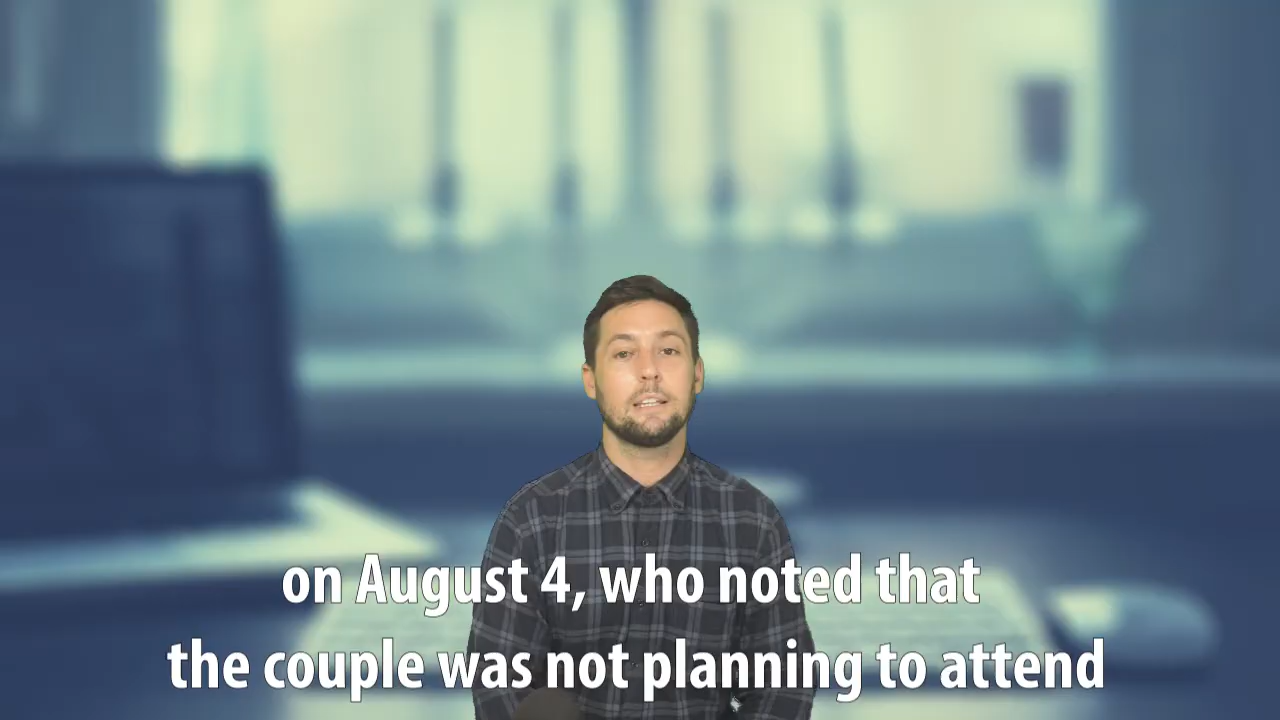 on August 4, who noted that
the couple was not planning to attend